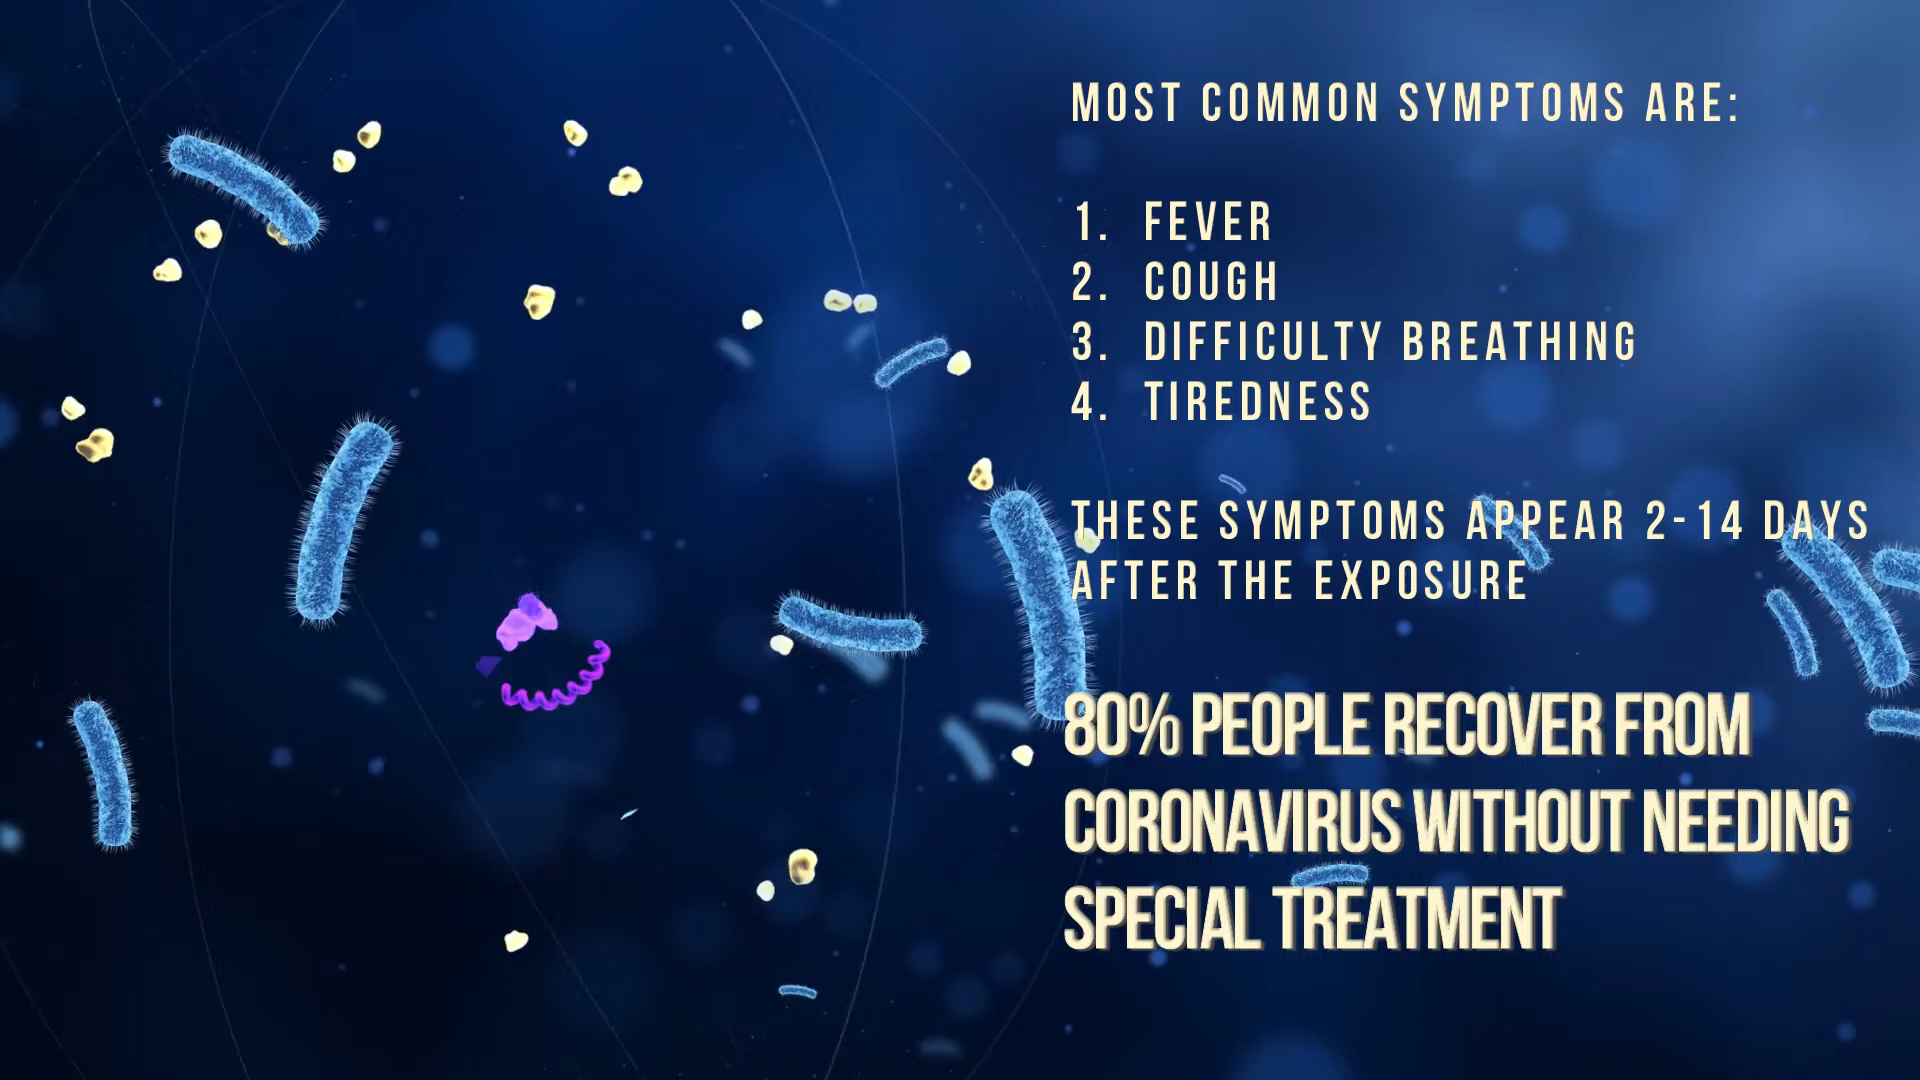 MOST COMMON SYMPTOMS ARE:
1. FEVER
2. COUGH
3. DIFFICULTY BREATHING
4. TIREDNESS
THESE SYMPTOMS APPEAR 2-14 DAYS
AFTER THE EXPOSURE
80% PEOPLE RECOVER FROM
CORONAVIRUS WITHOUT NEEDING
SPECIAL TREATMENT